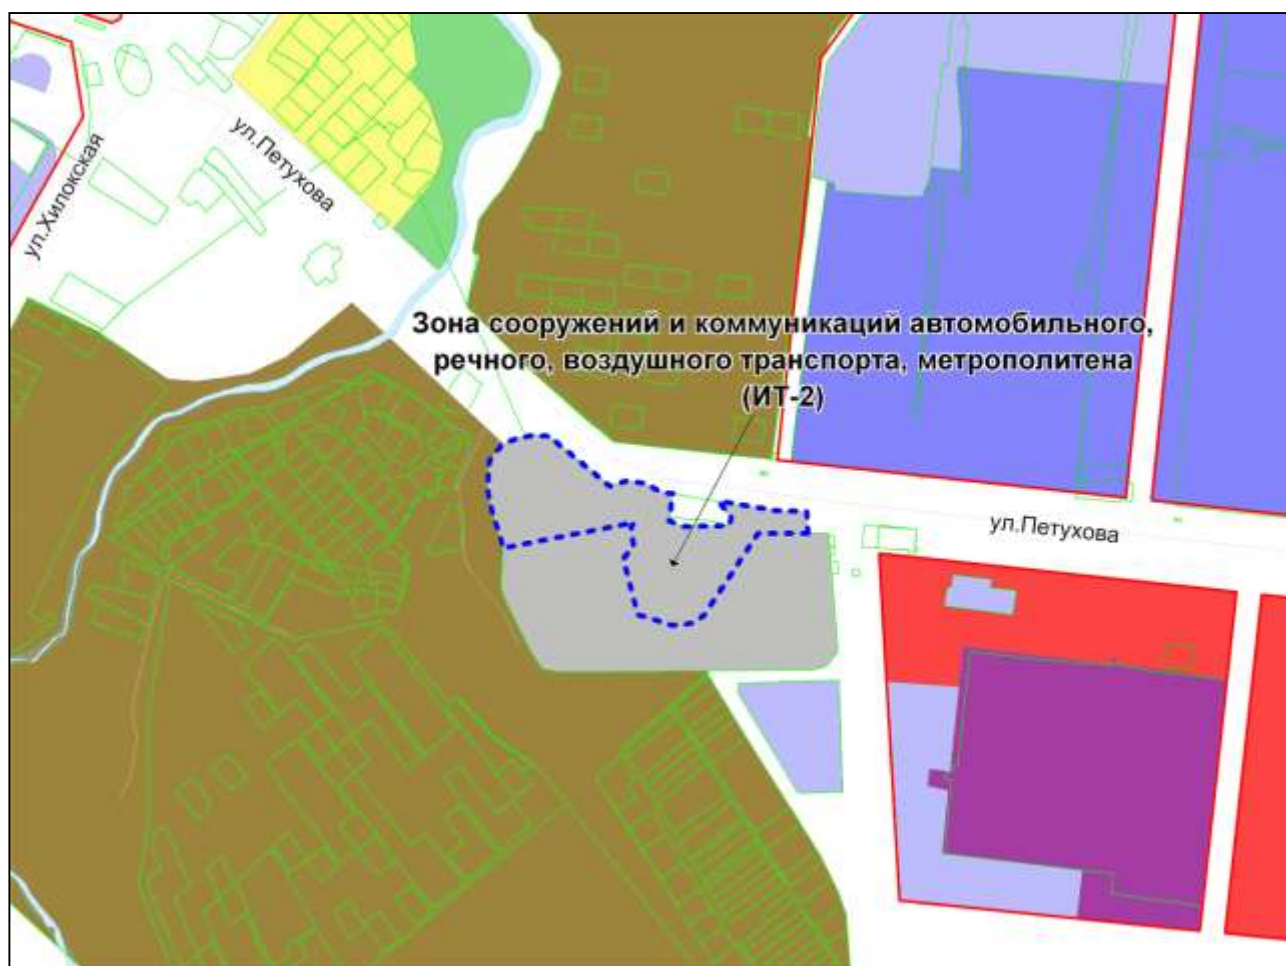 ул.Петухова
ул.Хилокская
Зона сооружений и коммуникаций автомобильного,
речного, воздушного транспорта, метрополитена
(ИТ-2)
ул.Петухова